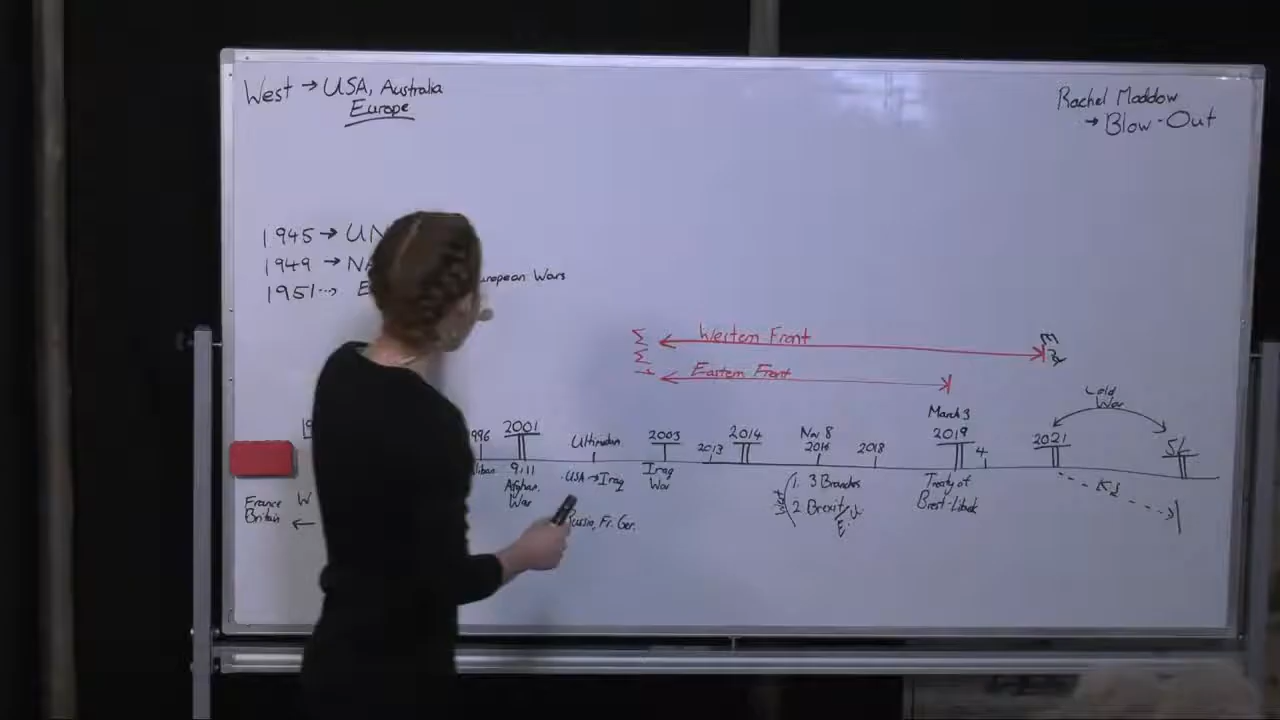 West → USA, Australia
Europe
Rachel Maddow
→ Blow-Out
1945 → UN
1949 → NA
1951 ···> E
uropean Wars
Western Front
Eastern Front
Cold
War
March 3
1996
2001
Ultimatum
2003
2013
2014
Nov 8
2016
2018
2019
4
2021
SL
liban
9.11
Afghan.
War
USA → Iraq
Iraq
War
1. 3 Branches
2 Brexit
E.
Treaty of
Brest-Litovsk
France
Britain ←
W
Russia, Fr. Ger.